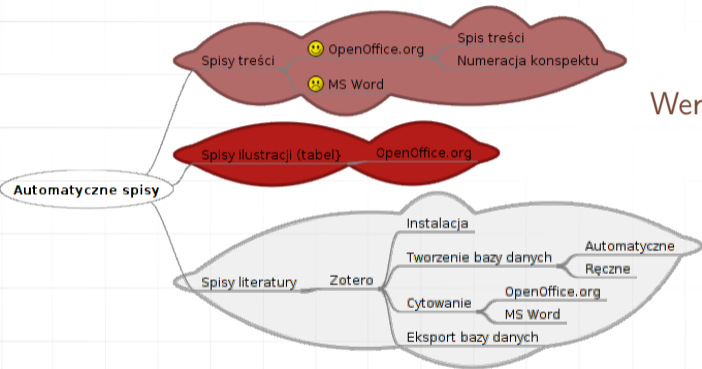 Spis treści
OpenOffice.org
Spisy treści
Numeracja konspektu
MS Word
Wer
Spisy ilustracji {tabel}
OpenOffice.org
Automatyczne spisy
Instalacja
Automatyczne
Tworzenie bazy danych
Ręczne
Spisy literatury
Zotero
OpenOffice.org
Cytowanie
MS Word
Eksport bazy danych